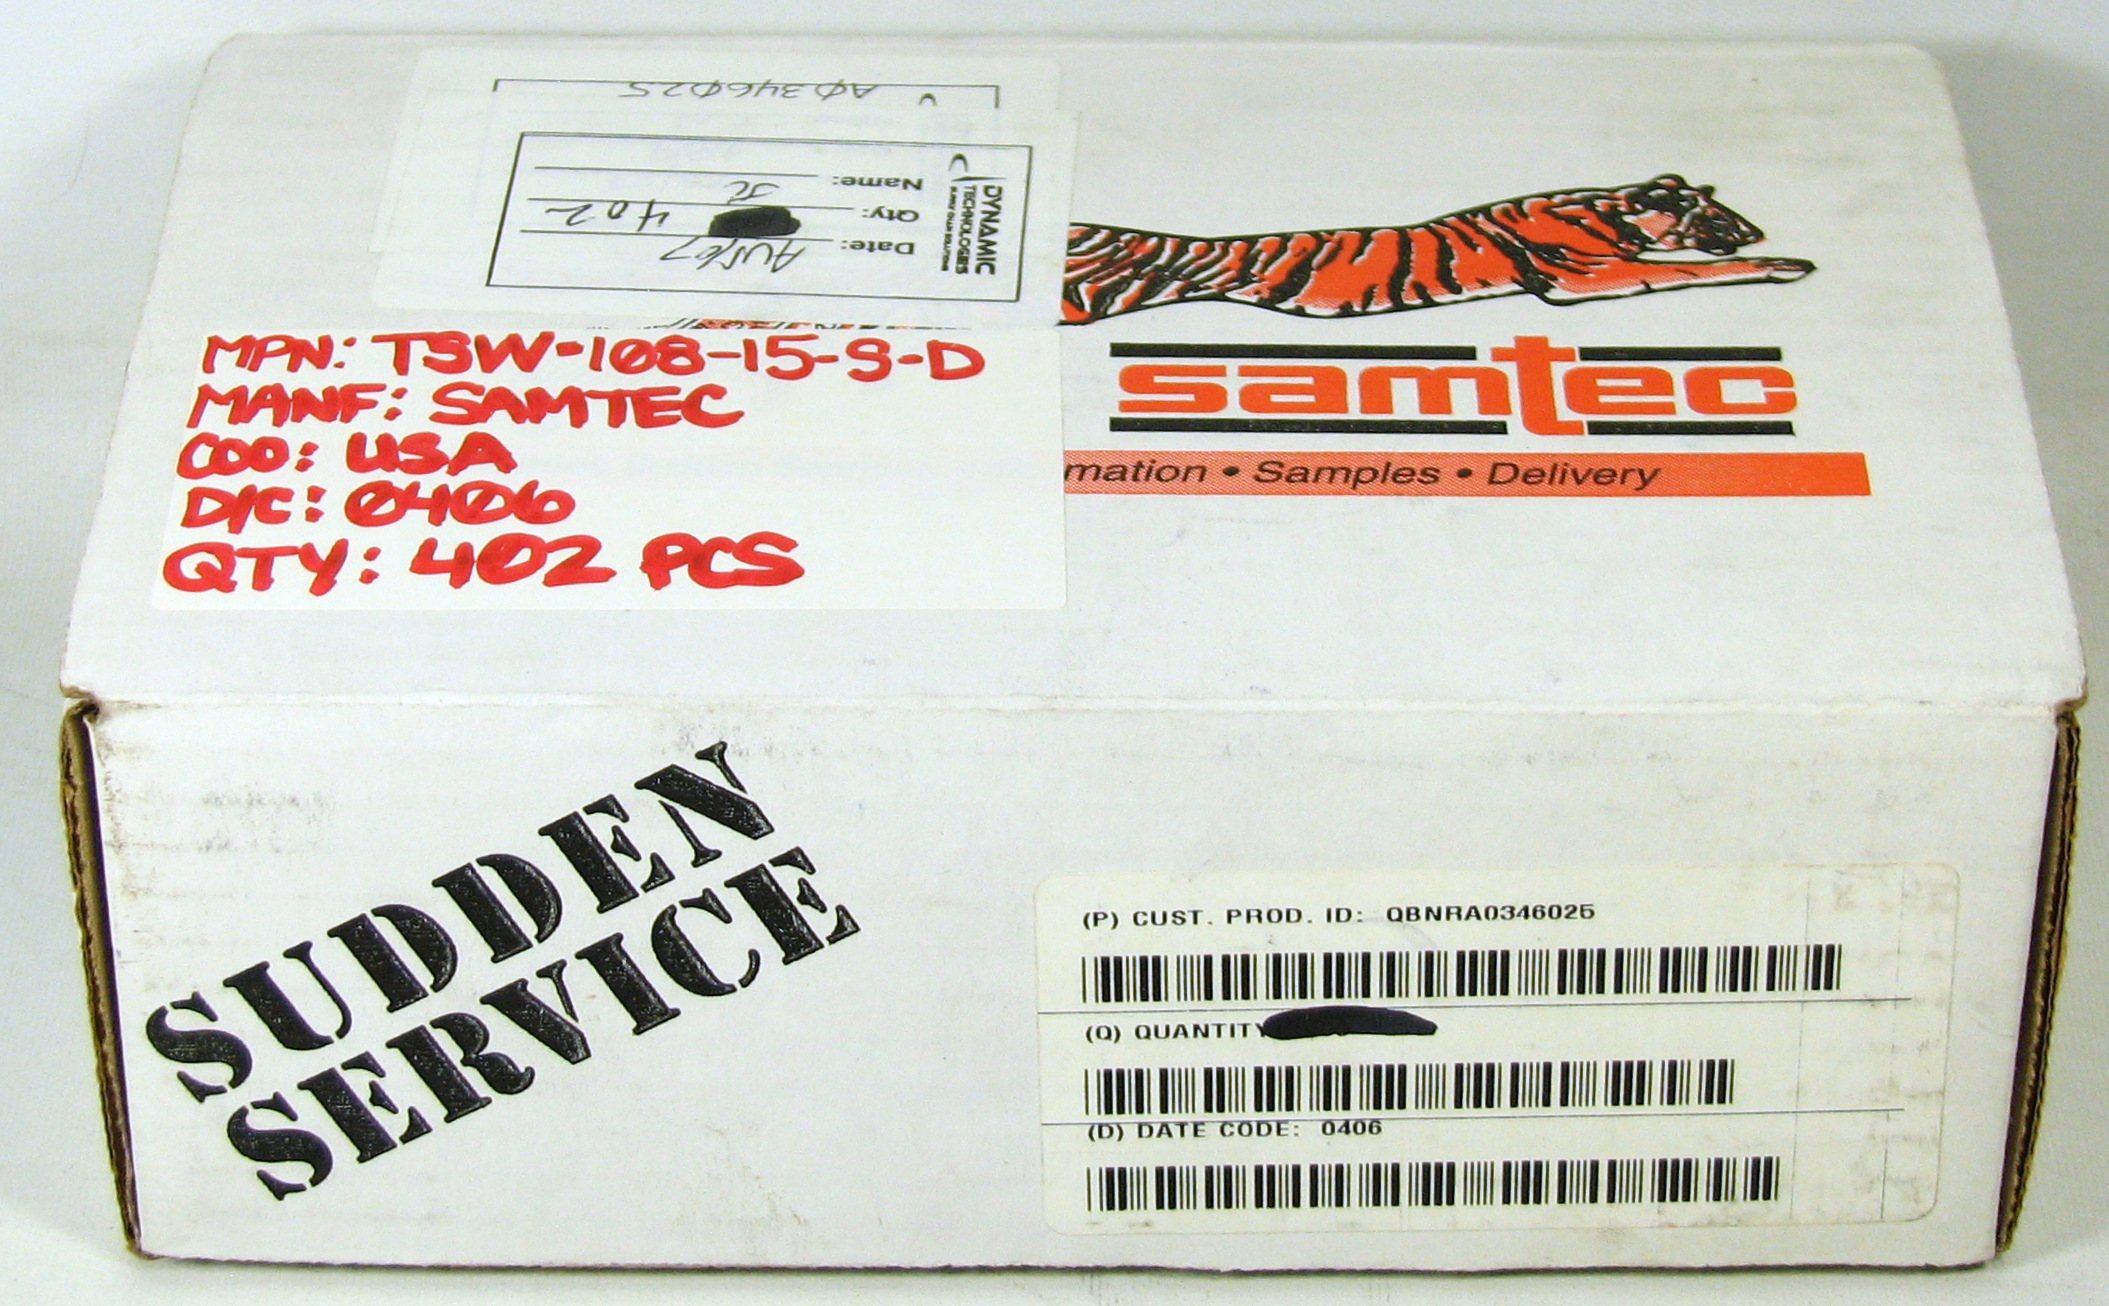 A0346025
DYNAMIC
TECHNOLOGIES
Date:
Qty: 402
Name: JC
MPN: TSW-108-15-S-D
MANF: SAMTEC
COO: USA
D/C: 0406
QTY: 402 PCS
samtec
mation • Samples • Delivery
SUDDEN
SERVICE
(P) CUST. PROD. ID: QBNRA0346025
(Q) QUANTITY
(D) DATE CODE: 0406